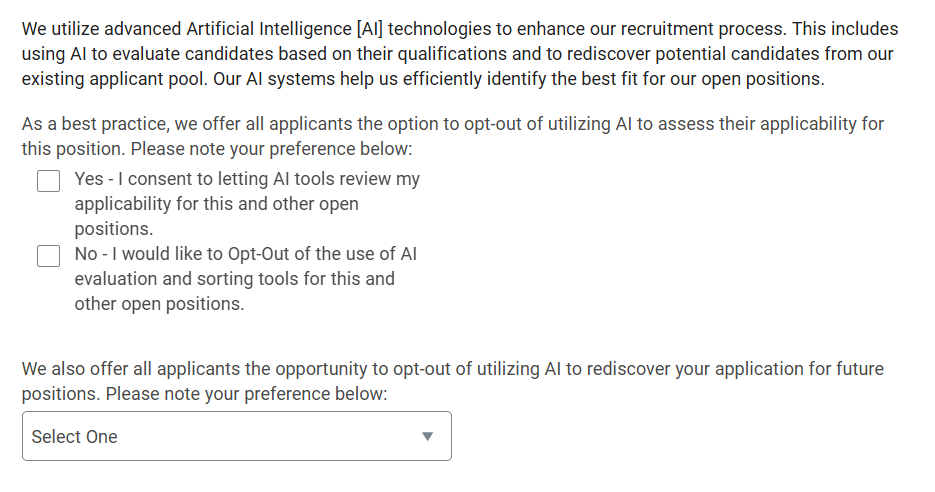 We utilize advanced Artificial Intelligence [AI] technologies to enhance our recruitment process. This includes
using AI to evaluate candidates based on their qualifications and to rediscover potential candidates from our
existing applicant pool. Our AI systems help us efficiently identify the best fit for our open positions.
As a best practice, we offer all applicants the option to opt-out of utilizing AI to assess their applicability for
this position. Please note your preference below:
Yes - I consent to letting AI tools review my
applicability for this and other open
positions.
No - I would like to Opt-Out of the use of AI
evaluation and sorting tools for this and
other open positions.
We also offer all applicants the opportunity to opt-out of utilizing AI to rediscover your application for future
positions. Please note your preference below:
Select One